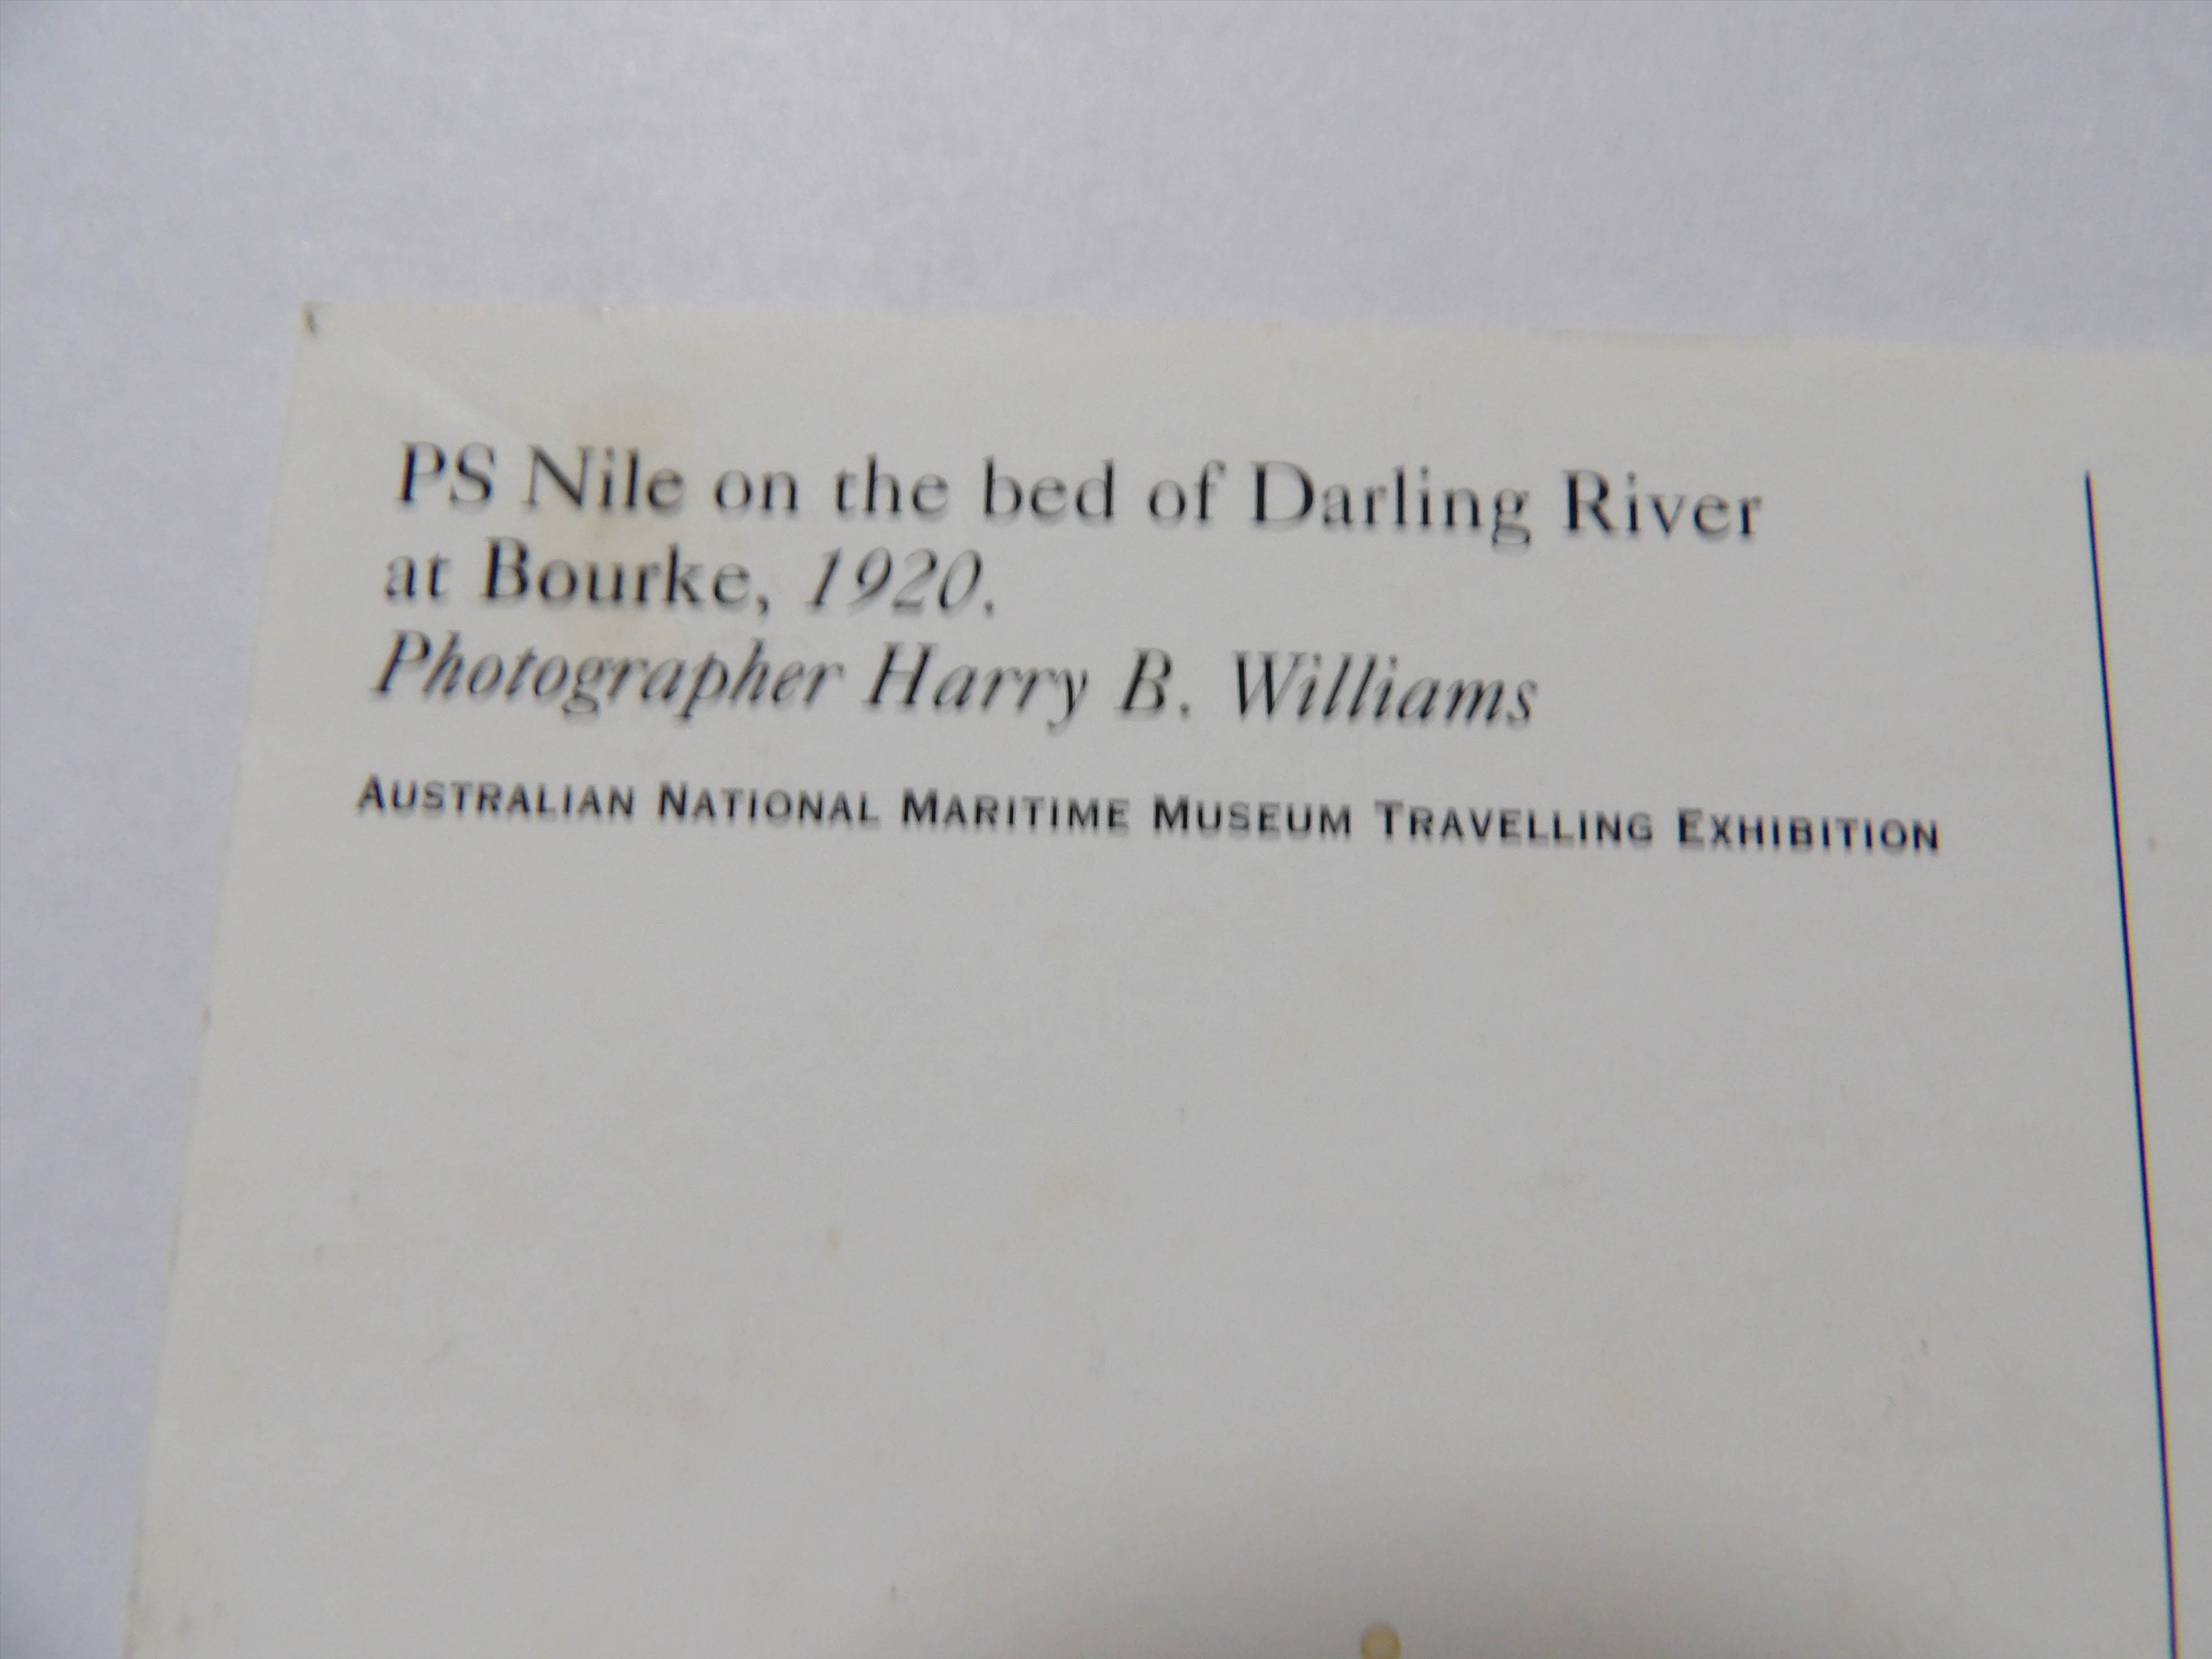 PS Nile on the bed of Darling River
at Bourke, 1920.
Photographer Harry B. Williams
AUSTRALIAN NATIONAL MARITIME MUSEUM TRAVELLING EXHIBITION